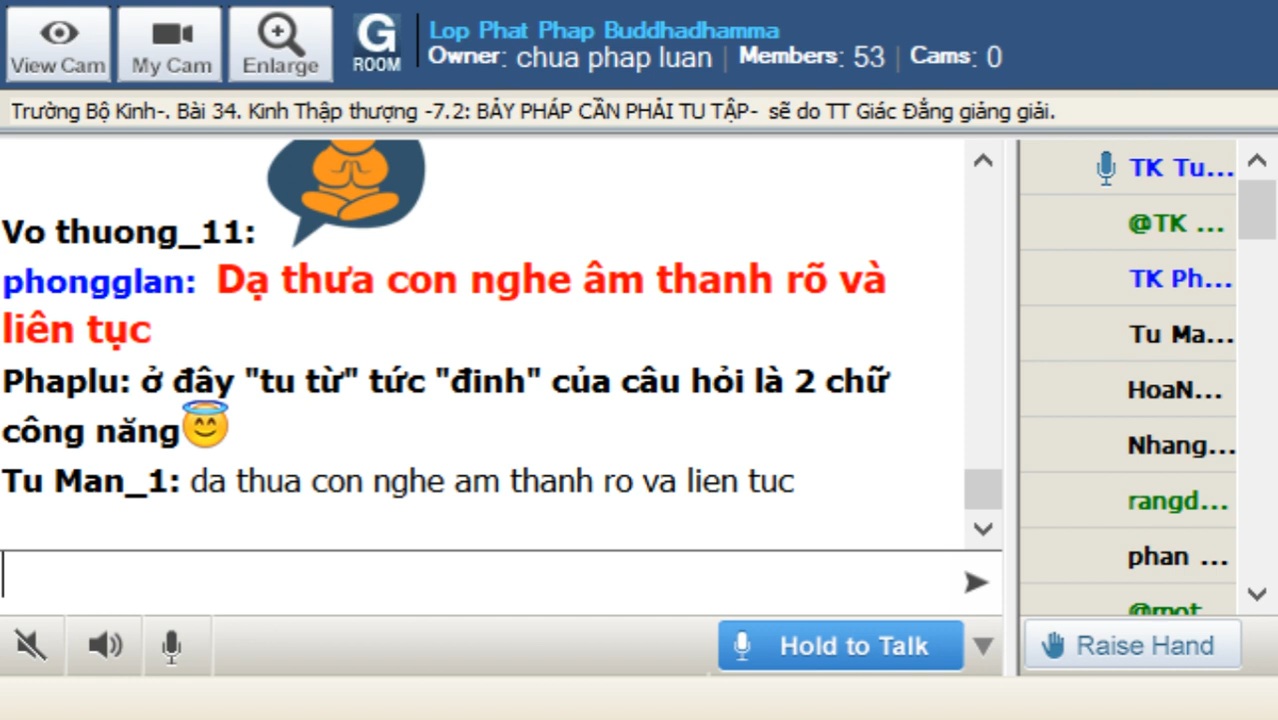 View Cam
My Cam
Enlarge
G
ROOM
Lop Phat Phap Buddhadhamma
Owner: chua phap luan | Members: 53 | Cams: 0
Trường Bộ Kinh-. Bài 34. Kinh Thập thượng -7.2: BẢY PHÁP CẦN PHẢI TU TẬP- sẽ do TT Giác Đẳng giảng giải.
Vo thuong_11:
phongglan: Dạ thưa con nghe âm thanh rõ và
liên tục
Phaplu: ở đây "tu từ" tức "đinh" của câu hỏi là 2 chữ
công năng
Tu Man_1: da thua con nghe am thanh ro va lien tuc
TK Tu...
@TK ...
TK Ph...
Tu Ma...
HoaN...
Nhang...
rangd...
phan ...
Hold to Talk
Raise Hand